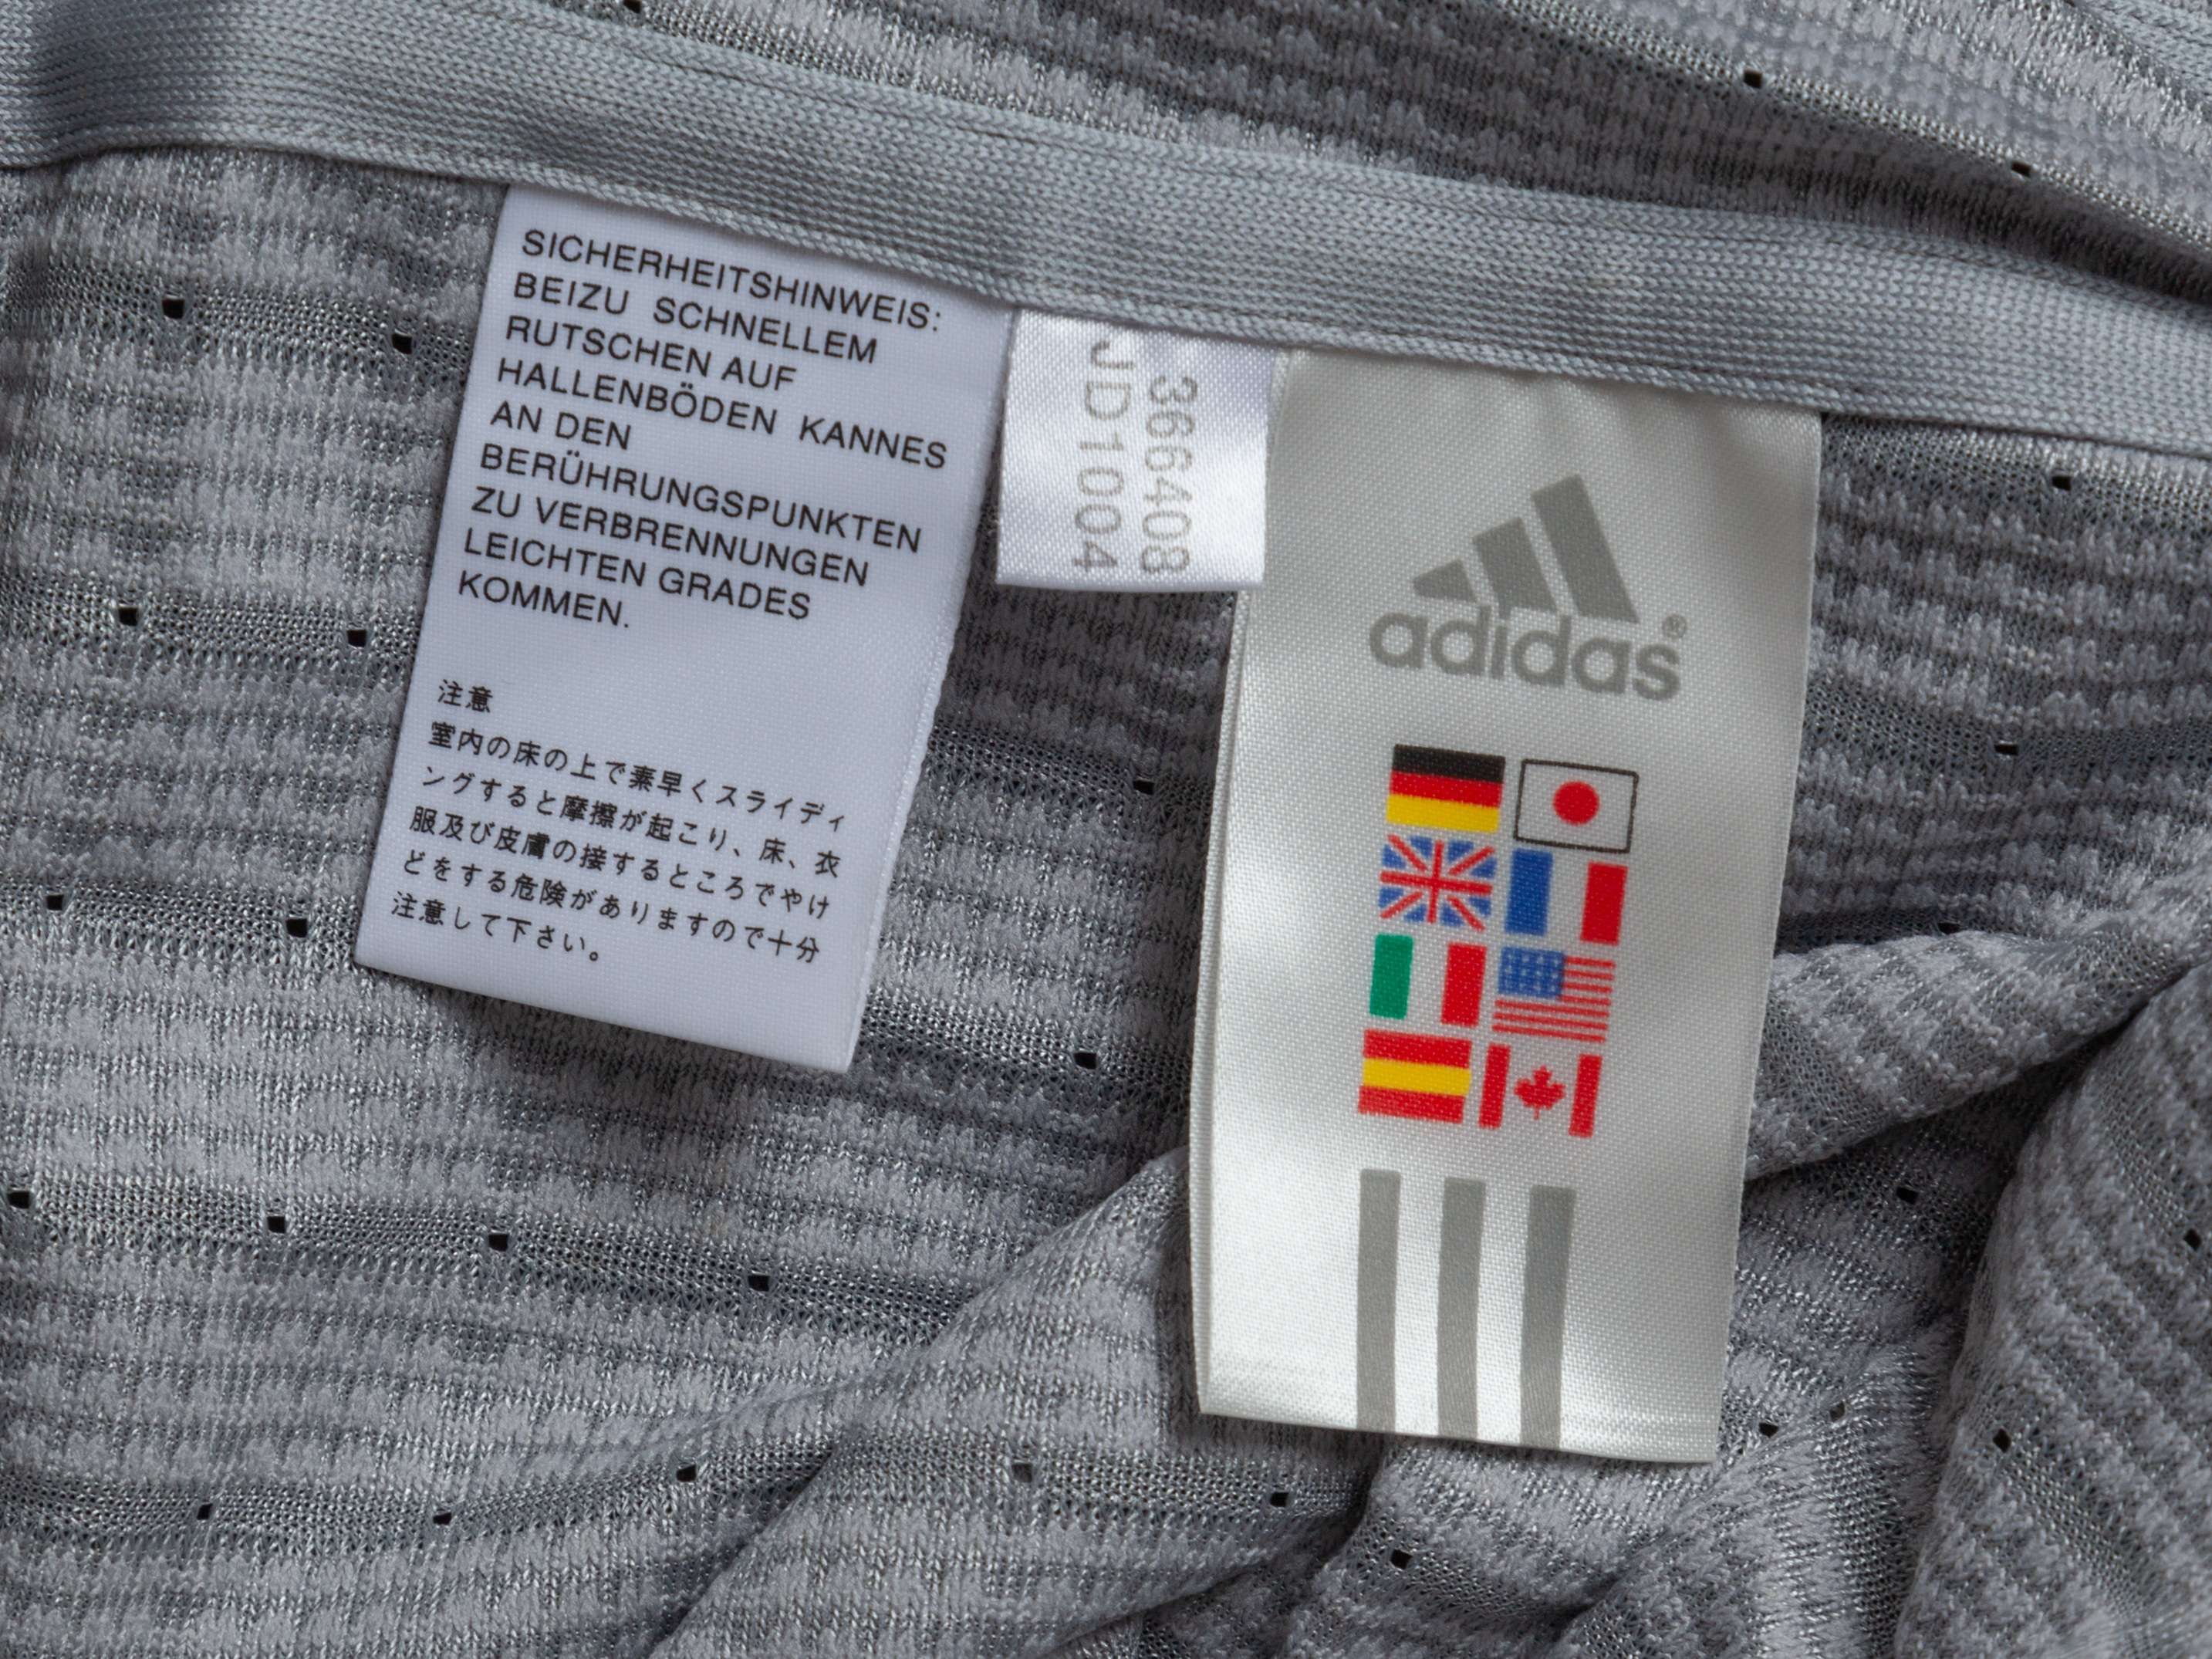 SICHERHEITSHINWEIS:
BEIZU SCHNELLEM
RUTSCHEN AUF
HALLENBÖDEN KANNES
AN DEN
BERÜHRUNGSPUNKTEN
ZU VERBRENNUNGEN
LEICHTEN GRADES
KOMMEN.
注意
室内の床の上で素早くスライディ
ングすると摩擦が起こり、床、衣
服及び皮膚の接するところでやけ
どをする危険がありますので十分
注意して下さい。
366408
JD1004
adidas®